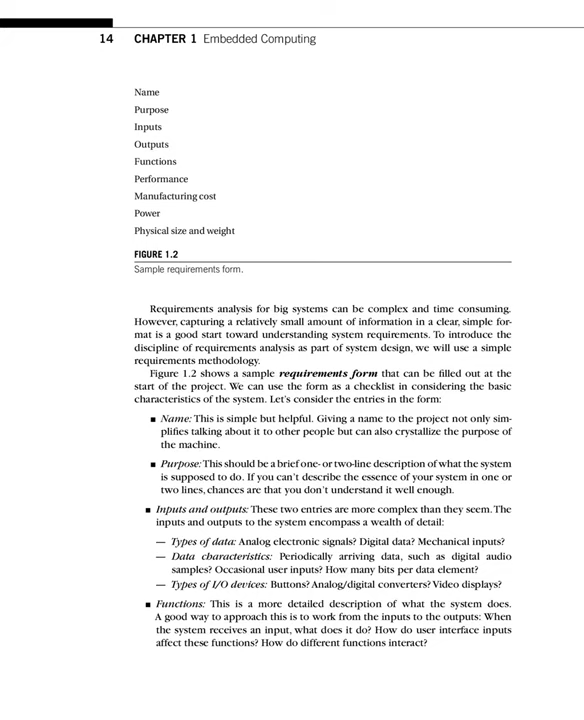 14 CHAPTER 1 Embedded Computing
Name
Purpose
Inputs
Outputs
Functions
Performance
Manufacturing cost
Power
Physical size and weight
FIGURE 1.2
Sample requirements form.
Requirements analysis for big systems can be complex and time consuming.
However, capturing a relatively small amount of information in a clear, simple for-
mat is a good start toward understanding system requirements. To introduce the
discipline of requirements analysis as part of system design, we will use a simple
requirements methodology.
Figure 1.2 shows a sample requirements form that can be filled out at the
start of the project. We can use the form as a checklist in considering the basic
characteristics of the system. Let's consider the entries in the form:
■ Name: This is simple but helpful. Giving a name to the project not only sim-
plifies talking about it to other people but can also crystallize the purpose of
the machine.
■ Purpose: This should be a brief one- or two-line description of what the system
is supposed to do. If you can't describe the essence of your system in one or
two lines, chances are that you don't understand it well enough.
■ Inputs and outputs: These two entries are more complex than they seem. The
inputs and outputs to the system encompass a wealth of detail:
— Types of data: Analog electronic signals? Digital data? Mechanical inputs?
— Data characteristics: Periodically arriving data, such as digital audio
samples? Occasional user inputs? How many bits per data element?
— Types of I/O devices: Buttons? Analog/digital converters? Video displays?
■ Functions: This is a more detailed description of what the system does.
A good way to approach this is to work from the inputs to the outputs: When
the system receives an input, what does it do? How do user interface inputs
affect these functions? How do different functions interact?